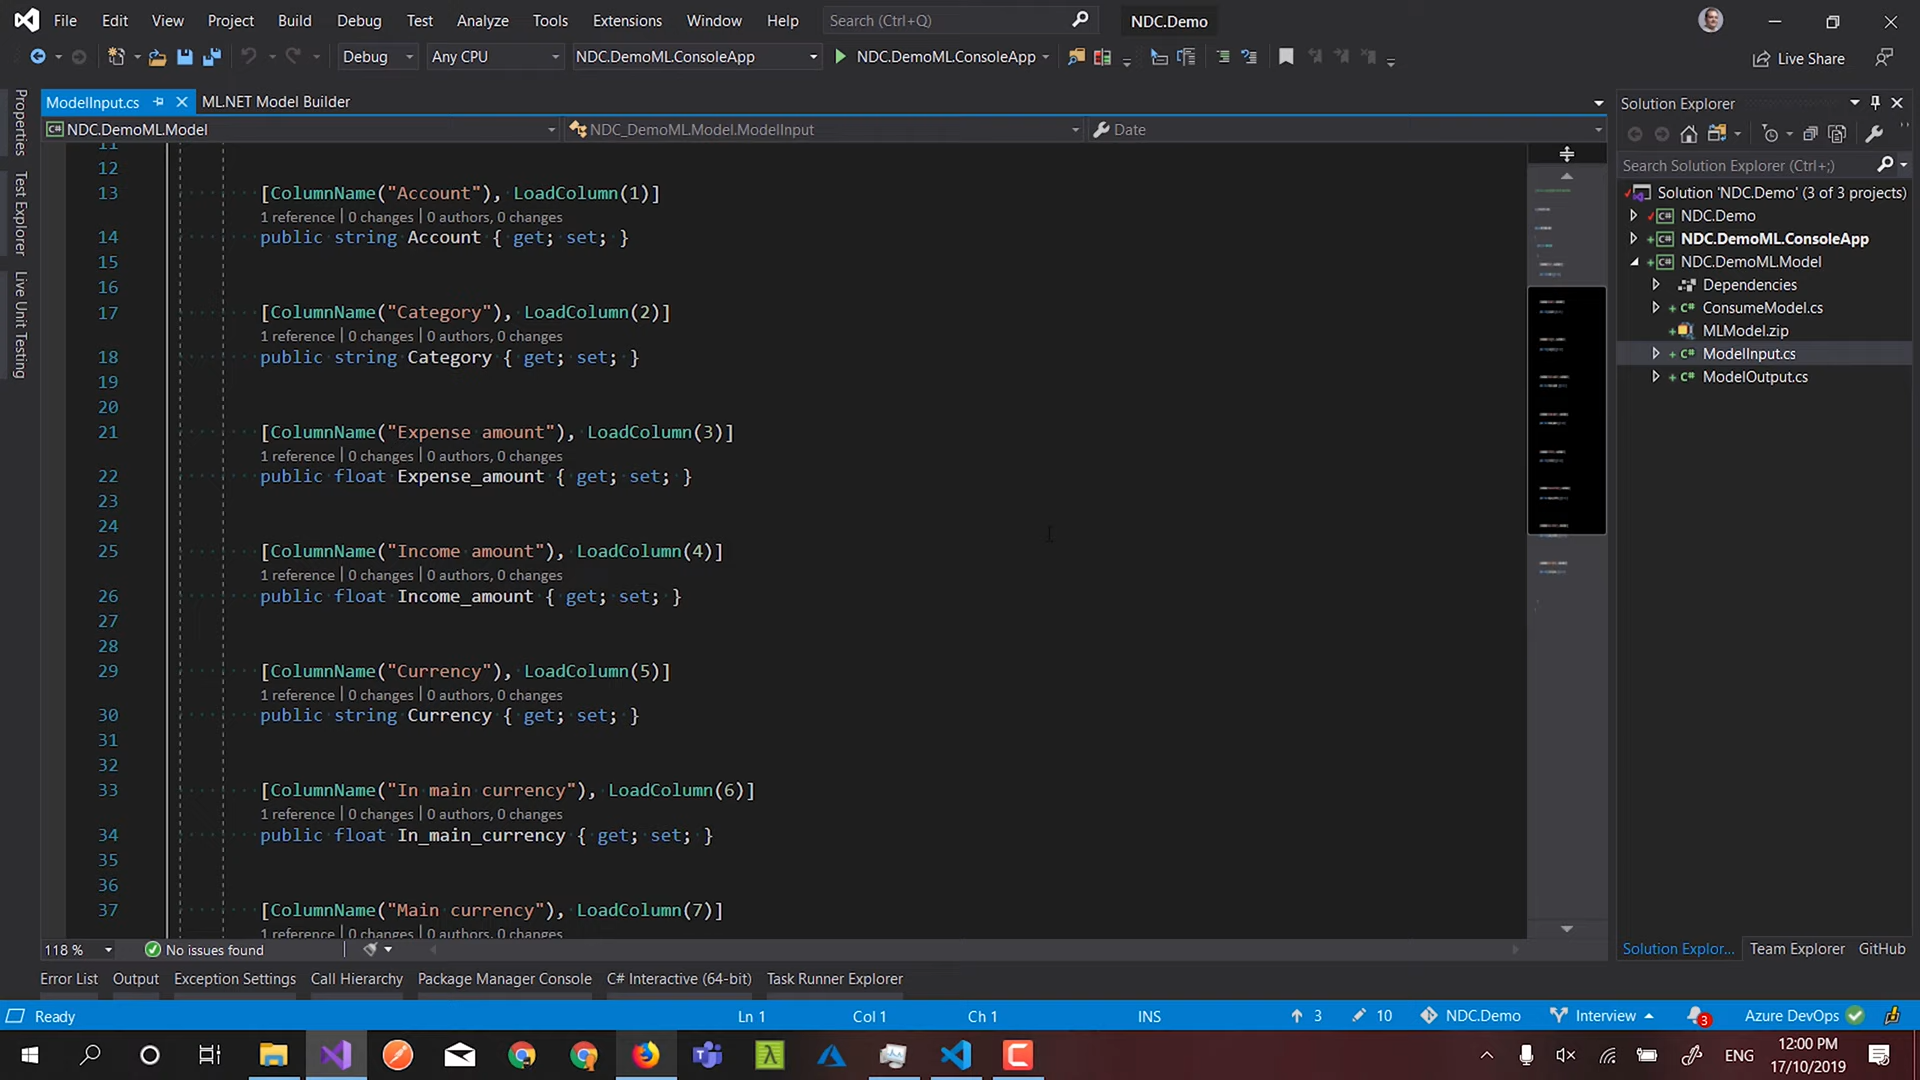 File Edit View Project Build Debug Test Analyze Tools Extensions Window Help Search (Ctrl+Q) NDC.Demo
Debug Any CPU NDC.DemoML.ConsoleApp NDC.DemoML.ConsoleApp Live Share
Properties
Test Explorer
Live Unit Testing
ModelInput.cs ML.NET Model Builder
NDC.DemoML.Model NDC_DemoML.Model.ModelInput Date
11
12
13 [ColumnName("Account"), LoadColumn(1)]
1 reference | 0 changes | 0 authors, 0 changes
14 public string Account { get; set; }
15
16
17 [ColumnName("Category"), LoadColumn(2)]
1 reference | 0 changes | 0 authors, 0 changes
18 public string Category { get; set; }
19
20
21 [ColumnName("Expense amount"), LoadColumn(3)]
1 reference | 0 changes | 0 authors, 0 changes
22 public float Expense_amount { get; set; }
23
24
25 [ColumnName("Income amount"), LoadColumn(4)]
1 reference | 0 changes | 0 authors, 0 changes
26 public float Income_amount { get; set; }
27
28
29 [ColumnName("Currency"), LoadColumn(5)]
1 reference | 0 changes | 0 authors, 0 changes
30 public string Currency { get; set; }
31
32
33 [ColumnName("In main currency"), LoadColumn(6)]
1 reference | 0 changes | 0 authors, 0 changes
34 public float In_main_currency { get; set; }
35
36
37 [ColumnName("Main currency"), LoadColumn(7)]
1 reference | 0 changes | 0 authors, 0 changes
Solution Explorer
Search Solution Explorer (Ctrl+;)
Solution 'NDC.Demo' (3 of 3 projects)
NDC.Demo
NDC.DemoML.ConsoleApp
NDC.DemoML.Model
Dependencies
ConsumeModel.cs
MLModel.zip
ModelInput.cs
ModelOutput.cs
118 % No issues found
Solution Explor... Team Explorer GitHub
Error List Output Exception Settings Call Hierarchy Package Manager Console C# Interactive (64-bit) Task Runner Explorer
Ready Ln 1 Col 1 Ch 1 INS 3 10 NDC.Demo Interview 3 Azure DevOps
ENG 12:00 PM
17/10/2019